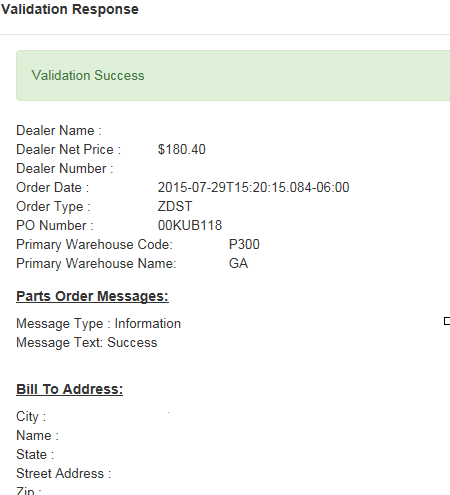 Validation Response
Validation Success
Dealer Name :
Dealer Net Price : $180.40
Dealer Number :
Order Date : 2015-07-29T15:20:15.084-06:00
Order Type : ZDST
PO Number : 00KUB118
Primary Warehouse Code: P300
Primary Warehouse Name: GA
Parts Order Messages:
Message Type : Information
Message Text: Success
Bill To Address:
City :
Name :
State :
Street Address :
Zip :